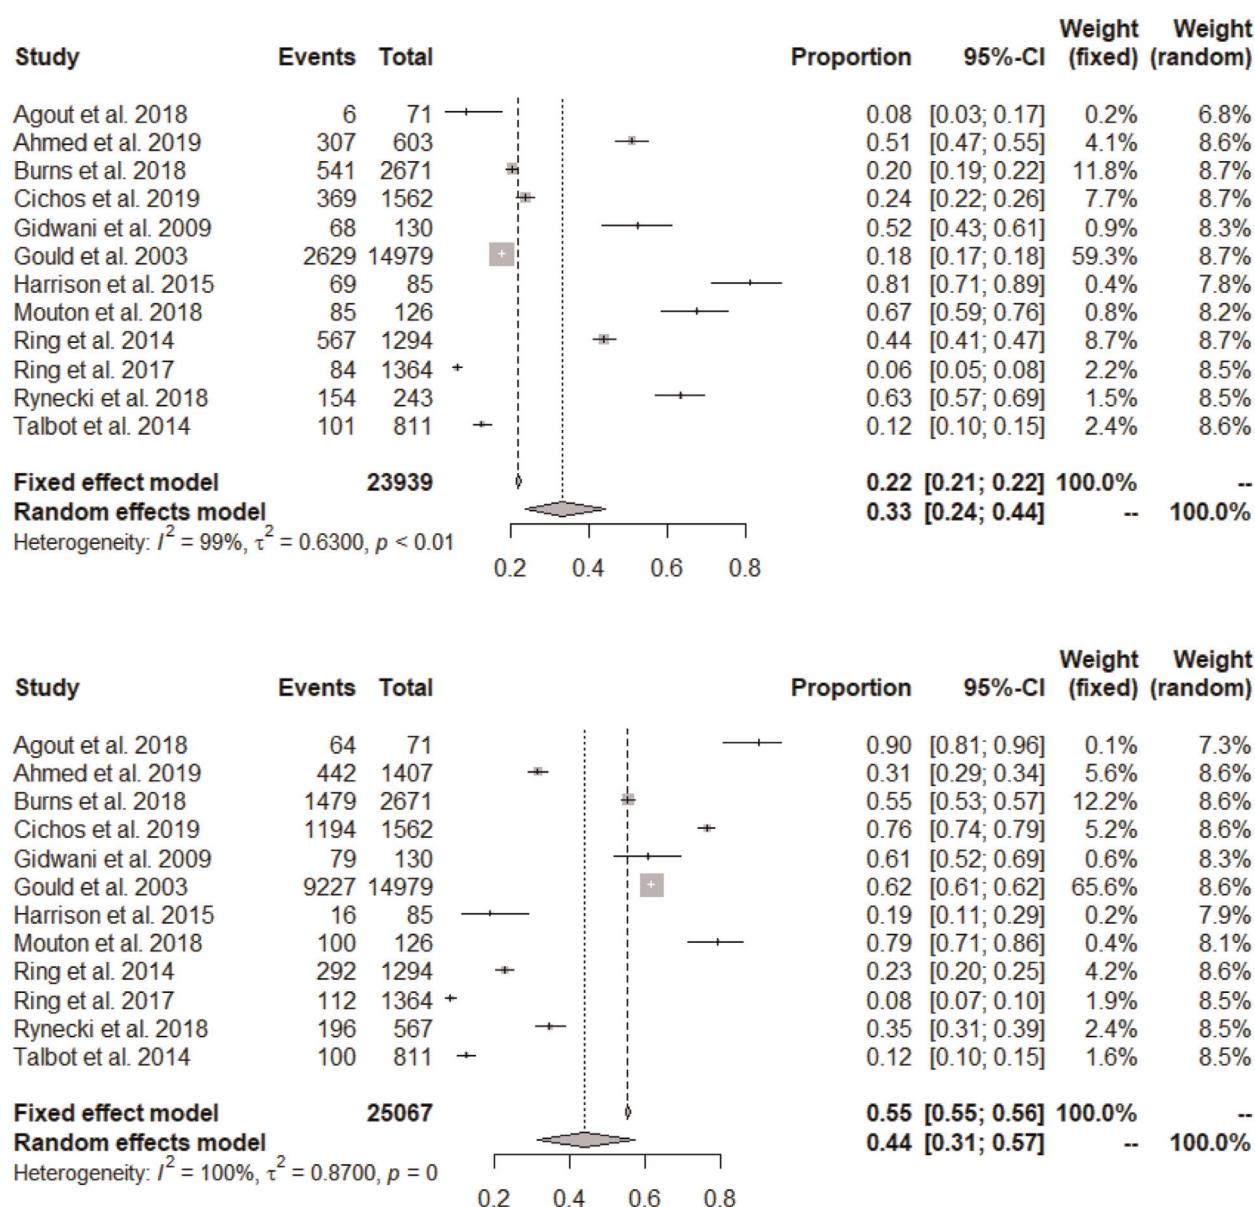 Weight Weight
Study Events Total Proportion 95%-CI (fixed) (random)
Agout et al. 2018 6 71 0.08 [0.03; 0.17] 0.2% 6.8%
Ahmed et al. 2019 307 603 0.51 [0.47; 0.55] 4.1% 8.6%
Burns et al. 2018 541 2671 0.20 [0.19; 0.22] 11.8% 8.7%
Cichos et al. 2019 369 1562 0.24 [0.22; 0.26] 7.7% 8.7%
Gidwani et al. 2009 68 130 0.52 [0.43; 0.61] 0.9% 8.3%
Gould et al. 2003 2629 14979 0.18 [0.17; 0.18] 59.3% 8.7%
Harrison et al. 2015 69 85 0.81 [0.71; 0.89] 0.4% 7.8%
Mouton et al. 2018 85 126 0.67 [0.59; 0.76] 0.8% 8.2%
Ring et al. 2014 567 1294 0.44 [0.41; 0.47] 8.7% 8.7%
Ring et al. 2017 84 1364 0.06 [0.05; 0.08] 2.2% 8.5%
Rynecki et al. 2018 154 243 0.63 [0.57; 0.69] 1.5% 8.5%
Talbot et al. 2014 101 811 0.12 [0.10; 0.15] 2.4% 8.6%
Fixed effect model 23939 0.22 [0.21; 0.22] 100.0% --
Random effects model 0.33 [0.24; 0.44] -- 100.0%
Heterogeneity: I² = 99%, τ² = 0.6300, p < 0.01
0.2 0.4 0.6 0.8
Weight Weight
Study Events Total Proportion 95%-CI (fixed) (random)
Agout et al. 2018 64 71 0.90 [0.81; 0.96] 0.1% 7.3%
Ahmed et al. 2019 442 1407 0.31 [0.29; 0.34] 5.6% 8.6%
Burns et al. 2018 1479 2671 0.55 [0.53; 0.57] 12.2% 8.6%
Cichos et al. 2019 1194 1562 0.76 [0.74; 0.79] 5.2% 8.6%
Gidwani et al. 2009 79 130 0.61 [0.52; 0.69] 0.6% 8.3%
Gould et al. 2003 9227 14979 0.62 [0.61; 0.62] 65.6% 8.6%
Harrison et al. 2015 16 85 0.19 [0.11; 0.29] 0.2% 7.9%
Mouton et al. 2018 100 126 0.79 [0.71; 0.86] 0.4% 8.1%
Ring et al. 2014 292 1294 0.23 [0.20; 0.25] 4.2% 8.6%
Ring et al. 2017 112 1364 0.08 [0.07; 0.10] 1.9% 8.5%
Rynecki et al. 2018 196 567 0.35 [0.31; 0.39] 2.4% 8.5%
Talbot et al. 2014 100 811 0.12 [0.10; 0.15] 1.6% 8.5%
Fixed effect model 25067 0.55 [0.55; 0.56] 100.0% --
Random effects model 0.44 [0.31; 0.57] -- 100.0%
Heterogeneity: I² = 100%, τ² = 0.8700, p = 0
0.2 0.4 0.6 0.8